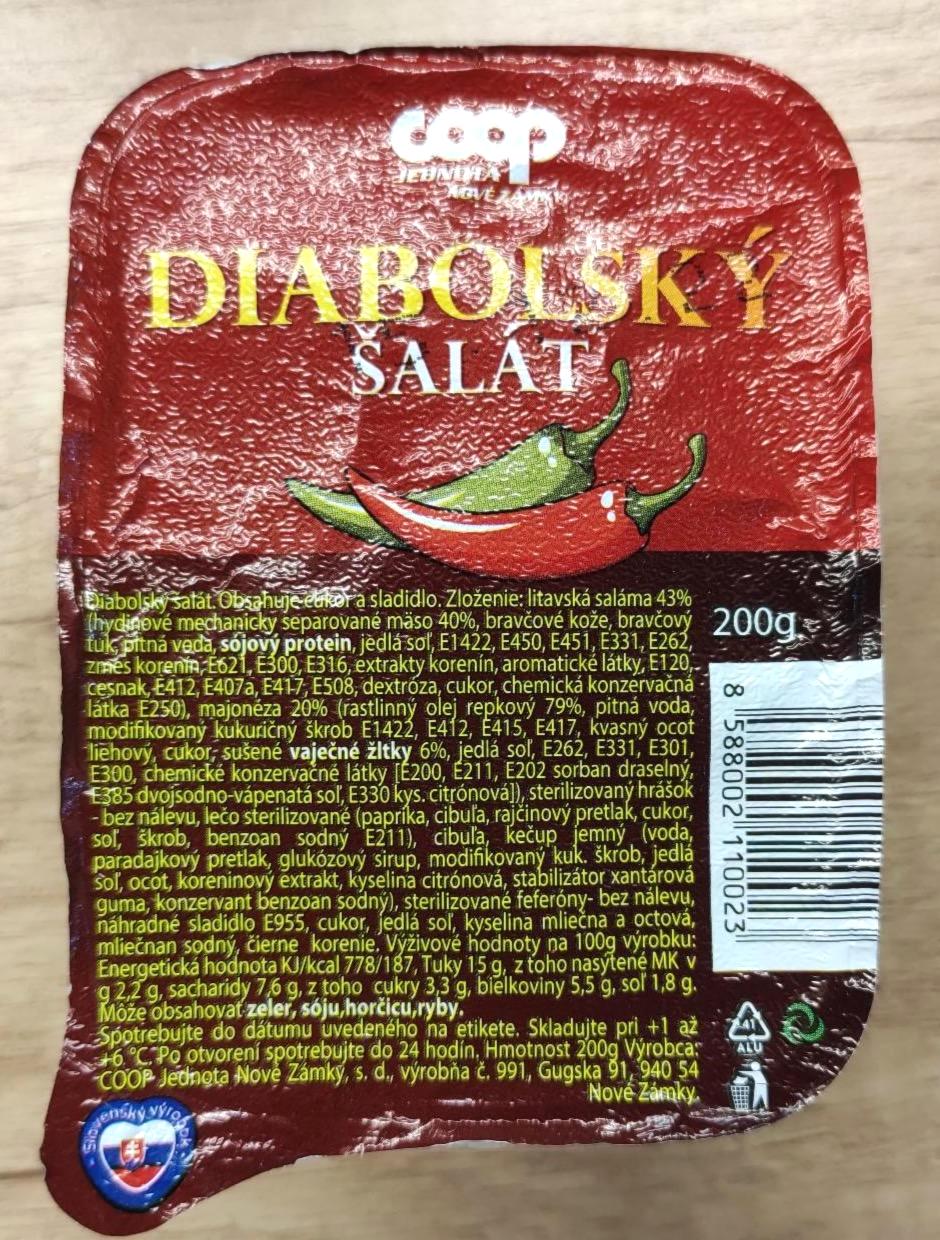 coop
JEDNOTA
NOVÉ ZÁMKY
DIABOLSKÝ
ŠALÁT
Diabolský šalát. Obsahuje cukor a sladidlo. Zloženie: litavská saláma 43%
(hydinové mechanicky separované mäso 40%, bravčové kože, bravčový
tuk, pitná voda, sójový protein, jedlá soľ, E1422, E450, E451, E331, E262,
zmes korenín, E621, E300, E316, extrakty korenín, aromatické látky, E120,
cesnak, E412, E407a, E417, E508, dextróza, cukor, chemická konzervačná
látka E250), majonéza 20% (rastlinný olej repkový 79%, pitná voda,
modifikovaný kukuričný škrob E1422, E412, E415, E417, kvasný ocot
liehový, cukor, sušené vaječné žĺtky 6%, jedlá soľ, E262, E331, E301,
E300, chemické konzervačné látky [E200, E211, E202 sorban draselný,
E385 dvojsodno-vápenatá soľ, E330 kys. citrónová]), sterilizovaný hrášok
- bez nálevu, lečo sterilizované (paprika, cibuľa, rajčinový pretlak, cukor,
soľ, škrob, benzoan sodný E211), cibuľa, kečup jemný (voda,
paradajkový pretlak, glukózový sirup, modifikovaný kuk. škrob, jedlá
soľ, ocot, koreninový extrakt, kyselina citrónová, stabilizátor xantárová
guma, konzervant benzoan sodný), sterilizované feferóny- bez nálevu,
náhradné sladidlo E955, cukor, jedlá soľ, kyselina mliečna a octová,
mliečnan sodný, čierne korenie. Výživové hodnoty na 100g výrobku:
Energetická hodnota KJ/kcal 778/187, Tuky 15 g, z toho nasýtené MK v
g 2,2 g, sacharidy 7,6 g, z toho cukry 3,3 g, bielkoviny 5,5 g, soľ 1,8 g.
Môže obsahovať zeler, sóju,horčicu,ryby.
Spotrebujte do dátumu uvedeného na etikete. Skladujte pri +1 až
+6 °C. Po otvorení spotrebujte do 24 hodín, Hmotnosť 200g Výrobca:
COOP Jednota Nové Zámky, s. d., výrobňa č. 991, Gugska 91, 940 54
Nové Zámky.
200g
8 588002 110023
41
ALU
Slovenský výrobok